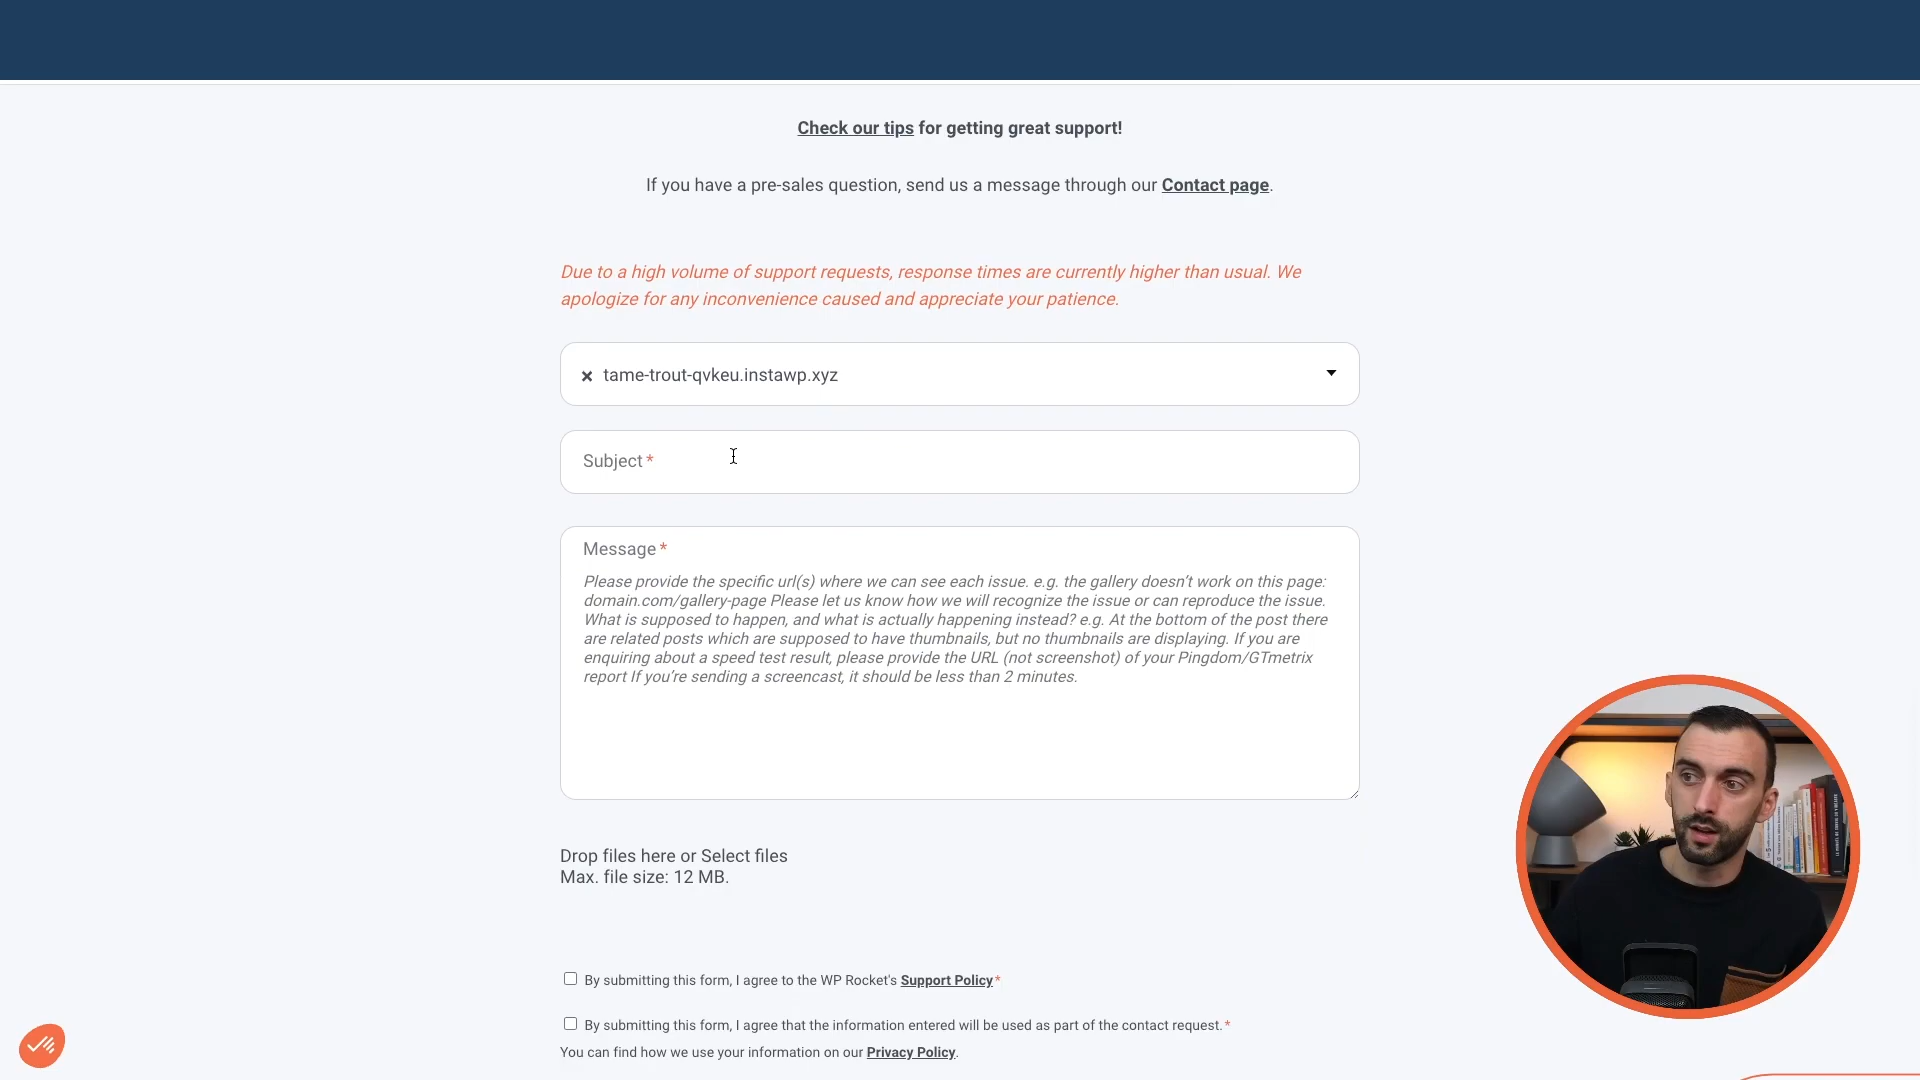 Check our tips for getting great support!
If you have a pre-sales question, send us a message through our Contact page.
Due to a high volume of support requests, response times are currently higher than usual. We
apologize for any inconvenience caused and appreciate your patience.
× tame-trout-qvkeu.instawp.xyz
Subject *
Message *
Please provide the specific url(s) where we can see each issue. e.g. the gallery doesn’t work on this page:
domain.com/gallery-page Please let us know how we will recognize the issue or can reproduce the issue.
What is supposed to happen, and what is actually happening instead? e.g. At the bottom of the post there
are related posts which are supposed to have thumbnails, but no thumbnails are displaying. If you are
enquiring about a speed test result, please provide the URL (not screenshot) of your Pingdom/GTmetrix
report If you’re sending a screencast, it should be less than 2 minutes.
Drop files here or Select files
Max. file size: 12 MB.
By submitting this form, I agree to the WP Rocket's Support Policy*
By submitting this form, I agree that the information entered will be used as part of the contact request.*
You can find how we use your information on our Privacy Policy.